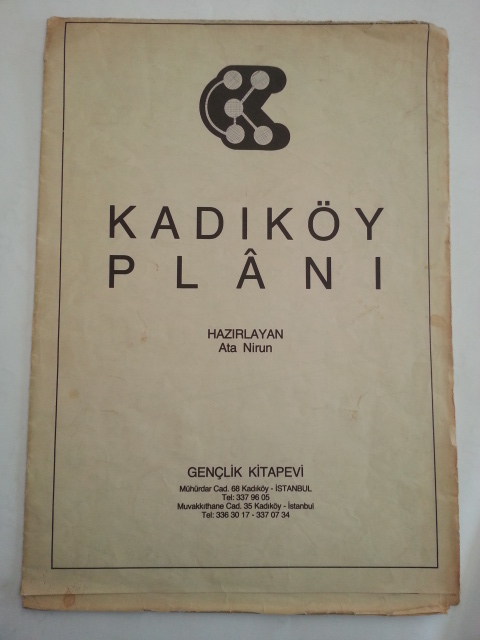 KADIKÖY
PLÂNI
HAZIRLAYAN
Ata Nirun
GENÇLİK KİTAPEVİ
Mühürdar Cad. 68 Kadıköy - İSTANBUL
Tel: 337 96 05
Muvakkıthane Cad. 35 Kadıköy - İstanbul
Tel: 336 30 17 - 337 07 34